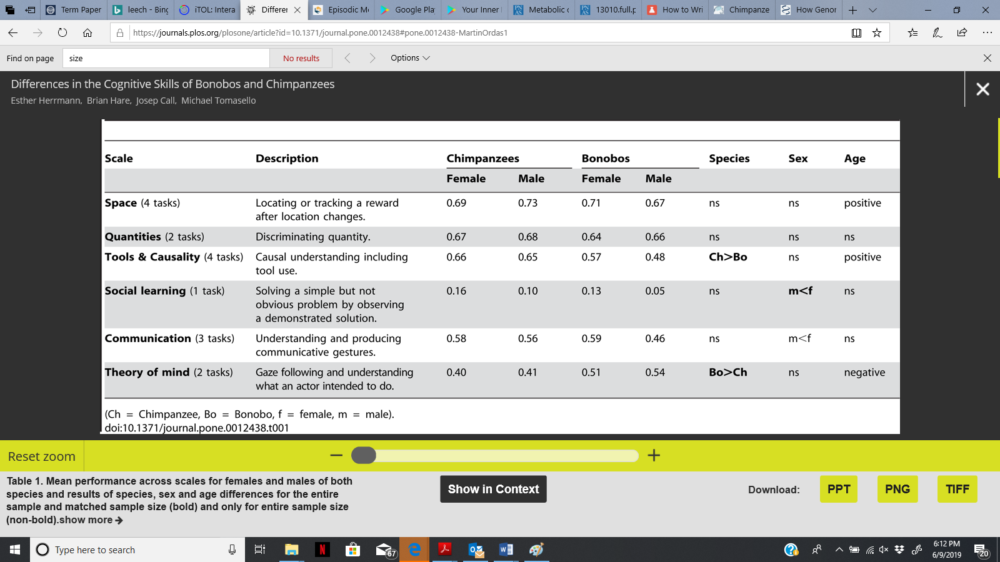 Term Paper
leech - Bing
iTOL: Intera
Differer
Episodic M
Google Pla
Your Inner
Metabolic c
13010.full.p
How to Wri
Chimpanze
How Genor
https://journals.plos.org/plosone/article?id=10.1371/journal.pone.0012438#pone.0012438-MartinOrdas1
Find on page size No results Options
Differences in the Cognitive Skills of Bonobos and Chimpanzees
Esther Herrmann, Brian Hare, Josep Call, Michael Tomasello
Scale Description Chimpanzees Bonobos Species Sex Age
Female Male Female Male
Space (4 tasks) Locating or tracking a reward 0.69 0.73 0.71 0.67 ns ns positive
after location changes.
Quantities (2 tasks) Discriminating quantity. 0.67 0.68 0.64 0.66 ns ns ns
Tools & Causality (4 tasks) Causal understanding including 0.66 0.65 0.57 0.48 Ch>Bo ns positive
tool use.
Social learning (1 task) Solving a simple but not 0.16 0.10 0.13 0.05 ns m<f ns
obvious problem by observing
a demonstrated solution.
Communication (3 tasks) Understanding and producing 0.58 0.56 0.59 0.46 ns m<f ns
communicative gestures.
Theory of mind (2 tasks) Gaze following and understanding 0.40 0.41 0.51 0.54 Bo>Ch ns negative
what an actor intended to do.
(Ch = Chimpanzee, Bo = Bonobo, f = female, m = male).
doi:10.1371/journal.pone.0012438.t001
Reset zoom
Table 1. Mean performance across scales for females and males of both
species and results of species, sex and age differences for the entire
sample and matched sample size (bold) and only for entire sample size
(non-bold).show more
Show in Context
Download: PPT PNG TIFF
Type here to search
67
6:12 PM
6/9/2019
20